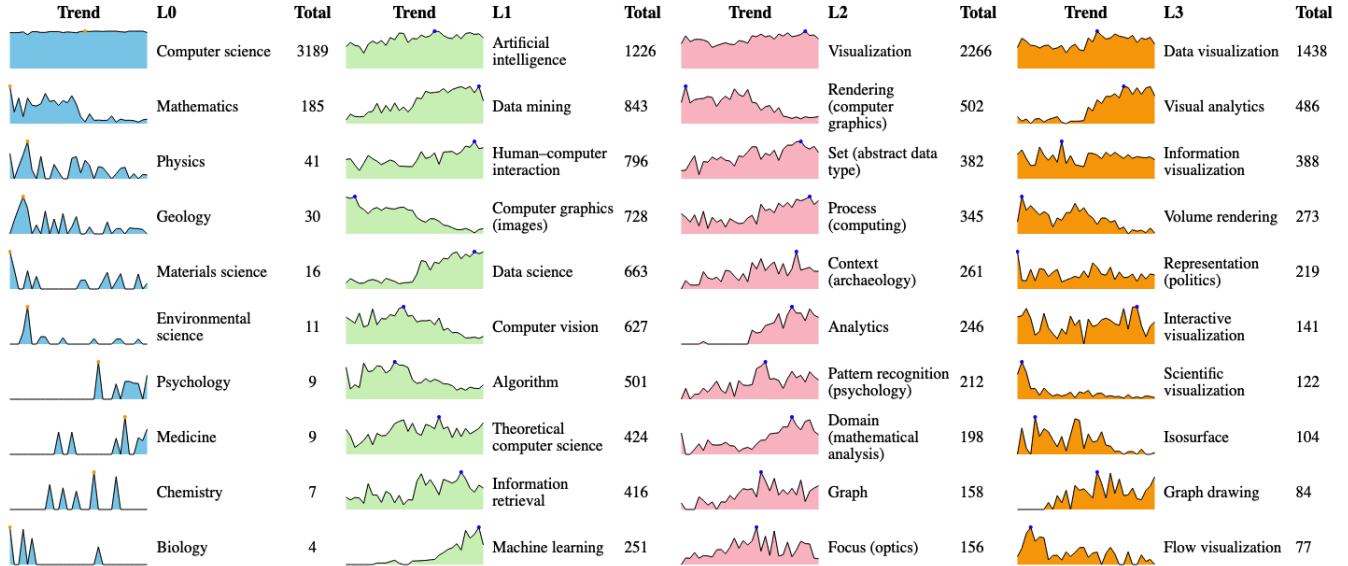 Trend L0 Total Trend L1 Total Trend L2 Total Trend L3 Total
Computer science 3189
Artificial
intelligence 1226
Visualization 2266
Data visualization 1438
Mathematics 185
Data mining 843
Rendering
(computer
graphics) 502
Visual analytics 486
Physics 41
Human–computer
interaction 796
Set (abstract data
type) 382
Information
visualization 388
Geology 30
Computer graphics
(images) 728
Process
(computing) 345
Volume rendering 273
Materials science 16
Data science 663
Context
(archaeology) 261
Representation
(politics) 219
Environmental
science 11
Computer vision 627
Analytics 246
Interactive
visualization 141
Psychology 9
Algorithm 501
Pattern recognition
(psychology) 212
Scientific
visualization 122
Medicine 9
Theoretical
computer science 424
Domain
(mathematical
analysis) 198
Isosurface 104
Chemistry 7
Information
retrieval 416
Graph 158
Graph drawing 84
Biology 4
Machine learning 251
Focus (optics) 156
Flow visualization 77